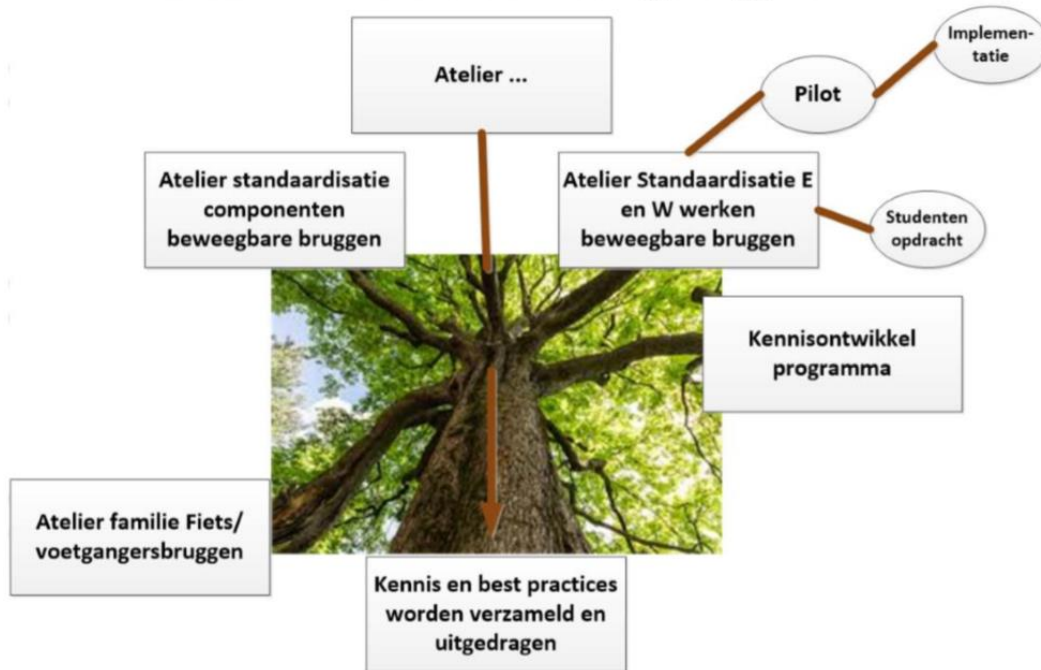 Implemen-
tatie
Atelier ...
Pilot
Atelier standaardisatie
componenten
beweegbare bruggen
Atelier Standaardisatie E
en W werken
beweegbare bruggen
Studenten
opdracht
Kennisontwikkel
programma
Atelier familie Fiets/
voetgangersbruggen
Kennis en best practices
worden verzameld en
uitgedragen